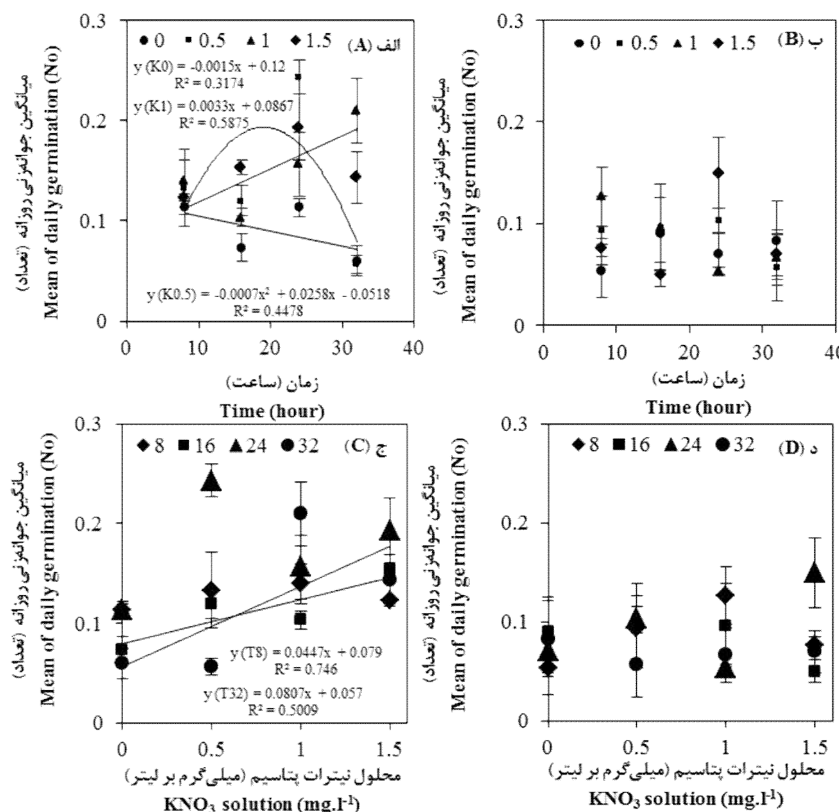 0 0.5 1 1.5 (A) الف
y (K0) = -0.0015x + 0.12
R² = 0.3174
y (K1) = 0.0033x + 0.0867
R² = 0.5875
y (K0.5) = -0.0007x² + 0.0258x - 0.0518
R² = 0.4478
0.3
0.2
0.1
0
0 10 20 30 40
میانگین جوانه‌زنی روزانه (تعداد)
Mean of daily germination (No)
زمان (ساعت)
Time (hour)
0 0.5 1 1.5 (B) ب
0.3
0.2
0.1
0
0 10 20 30 40
میانگین جوانه‌زنی روزانه (تعداد)
Mean of daily germination (No)
زمان (ساعت)
Time (hour)
8 16 24 32 (C) ج
y (T8) = 0.0447x + 0.079
R² = 0.746
y (T32) = 0.0807x + 0.057
R² = 0.5009
0.3
0.2
0.1
0
0 0.5 1 1.5
میانگین جوانه‌زنی روزانه (تعداد)
Mean of daily germination (No)
محلول نیترات پتاسیم (میلی‌گرم بر لیتر)
KNO₃ solution (mg.l⁻¹)
8 16 24 32 (D) د
0.3
0.2
0.1
0
0 0.5 1 1.5
میانگین جوانه‌زنی روزانه (تعداد)
Mean of daily germination (No)
محلول نیترات پتاسیم (میلی‌گرم بر لیتر)
KNO₃ solution (mg.l⁻¹)